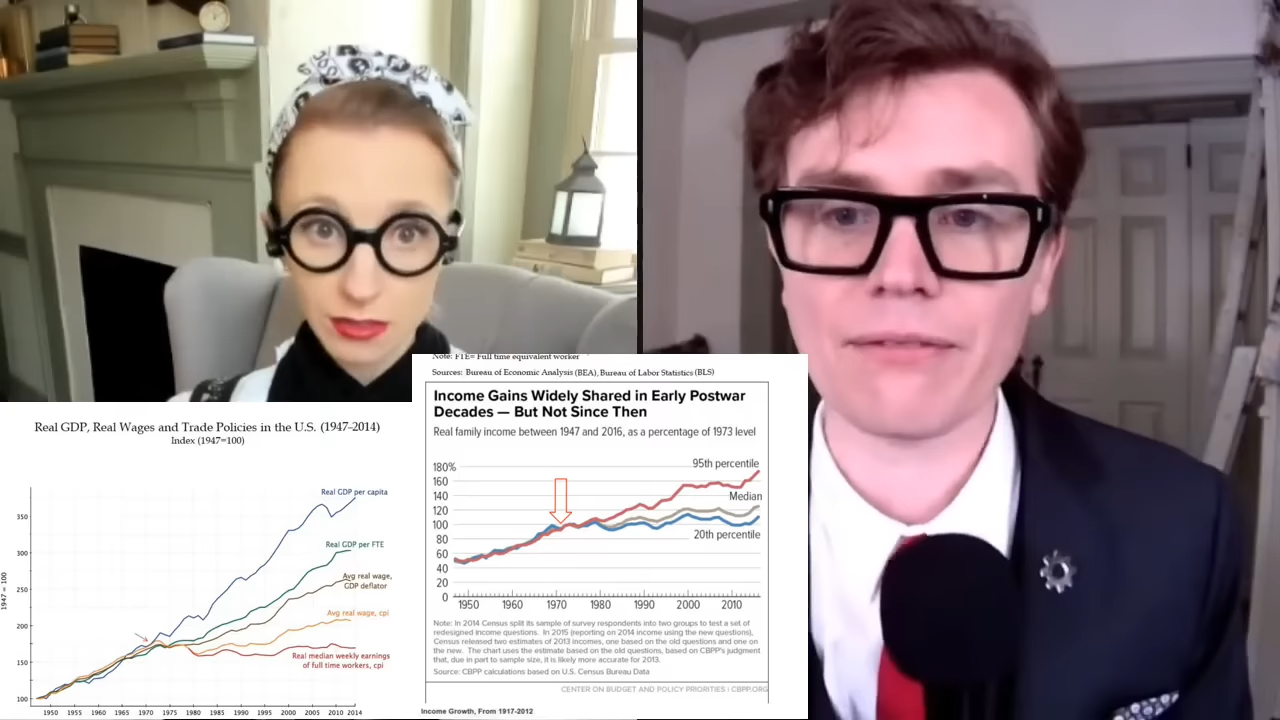 Real GDP, Real Wages and Trade Policies in the U.S. (1947–2014)
Index (1947=100)
1947 = 100
350
300
250
200
150
100
Real GDP per capita
Real GDP per FTE
Avg real wage,
GDP deflator
Avg real wage, cpi
Real median weekly earnings
of full time workers, cpi
1950 1955 1960 1965 1970 1975 1980 1985 1990 1995 2000 2005 2010 2014
Note: FTE= Full time equivalent worker
Sources: Bureau of Economic Analysis (BEA), Bureau of Labor Statistics (BLS)
Income Gains Widely Shared in Early Postwar
Decades — But Not Since Then
Real family income between 1947 and 2016, as a percentage of 1973 level
180%
160
140
120
100
80
60
40
20
0
95th percentile
Median
20th percentile
1950 1960 1970 1980 1990 2000 2010
Note: In 2014 Census split its sample of survey respondents into two groups to test a set of
redesigned income questions. In 2015 (reporting on 2014 income using the new questions),
Census released two estimates of 2013 incomes, one based on the old questions and one on
the new. The chart uses the estimate based on the old questions, based on CBPP's judgment
that, due in part to sample size, it is likely more accurate for 2013.
Source: CBPP calculations based on U.S. Census Bureau Data
CENTER ON BUDGET AND POLICY PRIORITIES | CBPP.ORG
Income Growth, From 1917-2012